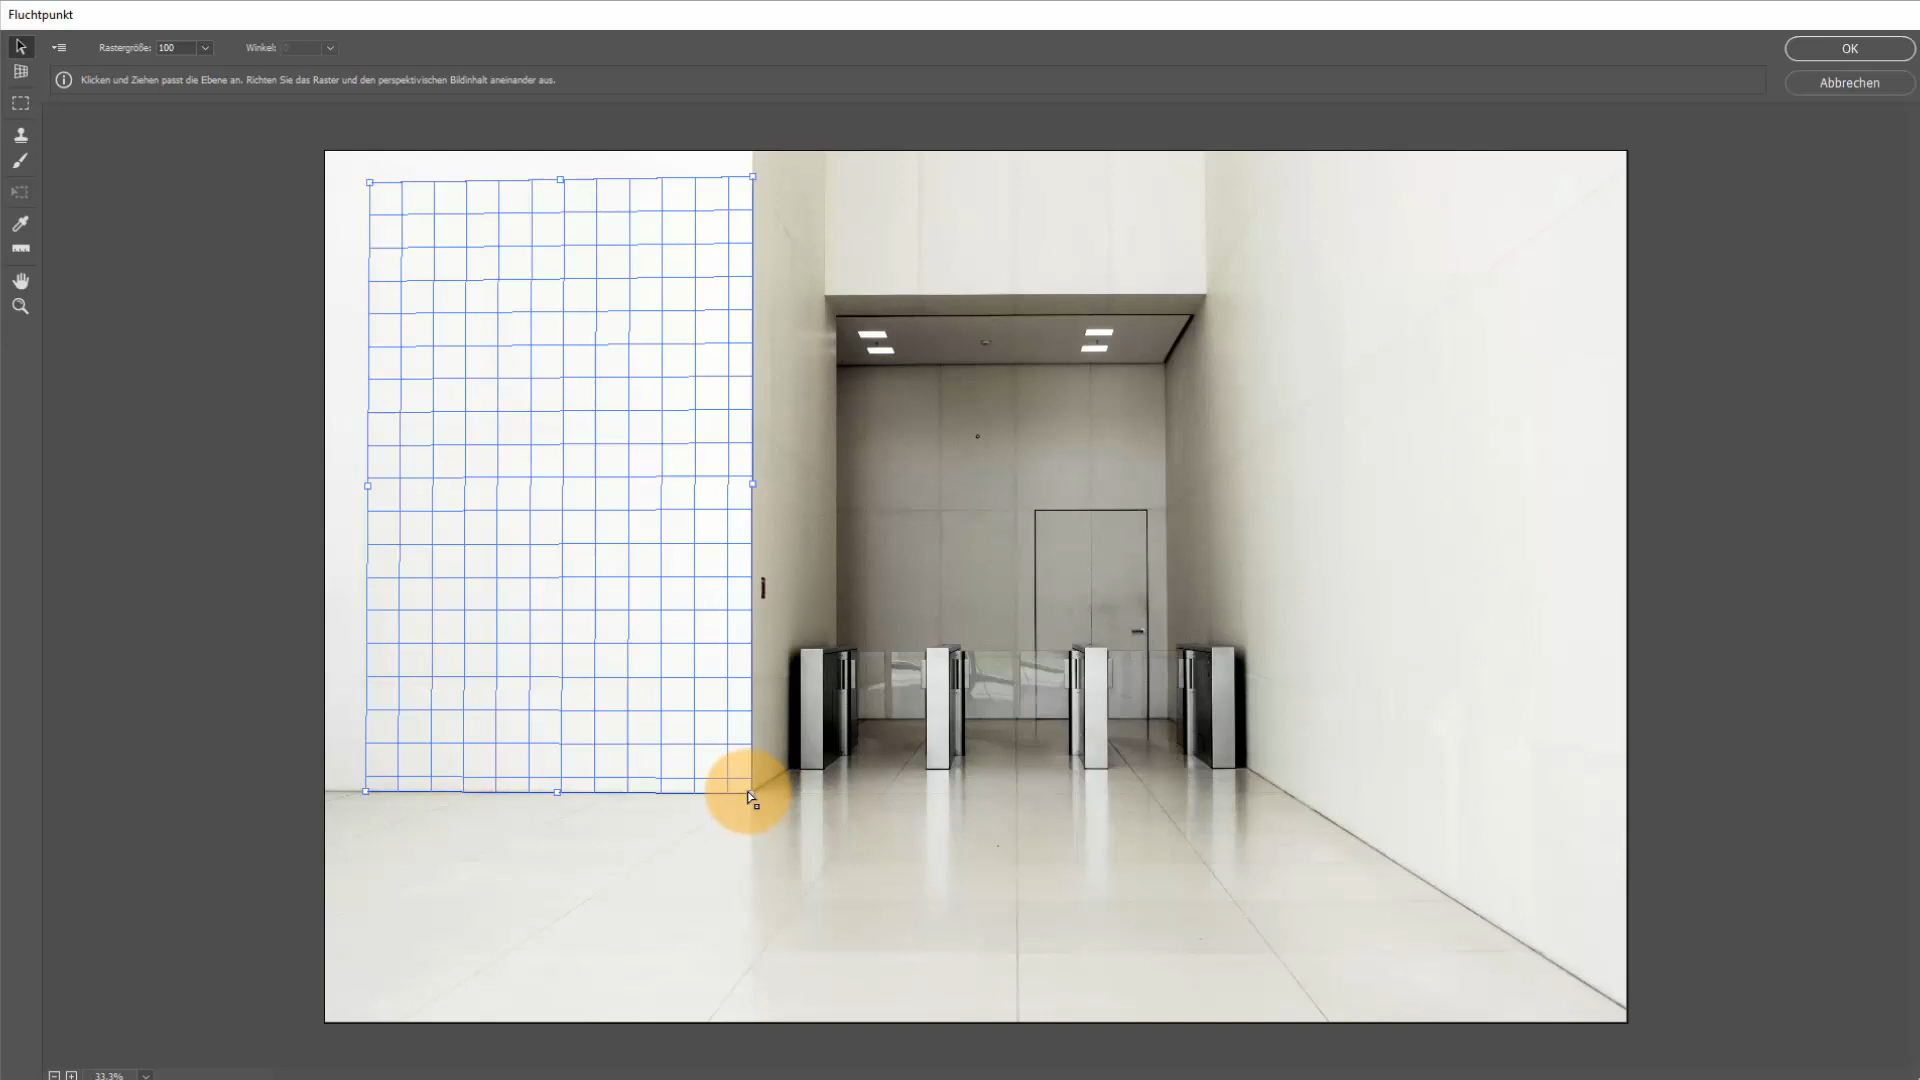 Fluchtpunkt
Rastergröße: 100 Winkel:
OK
Klicken und Ziehen passt die Ebene an. Richten Sie das Raster und den perspektivischen Bildinhalt aneinander aus.
Abbrechen
33,3%